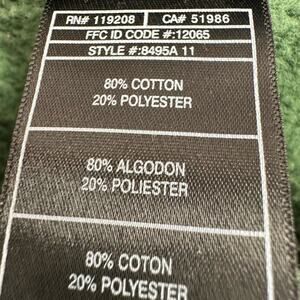 RN# 119208 CA# 51986
FFC ID CODE #:12065
STYLE #:8495A 11
80% COTTON
20% POLYESTER
80% ALGODON
20% POLIESTER
80% COTON
20% POLYESTER